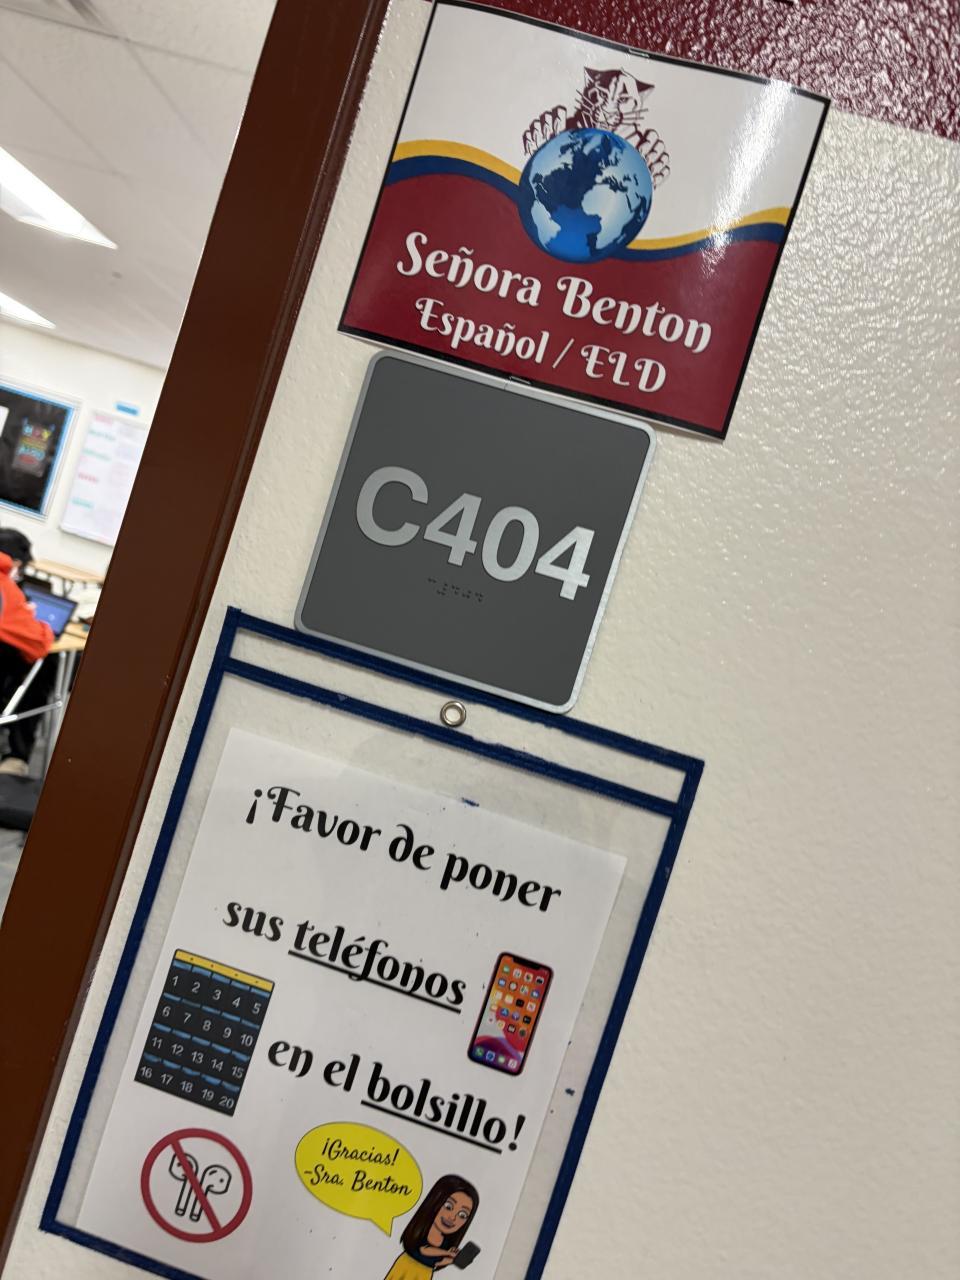 Señora Benton
Español / ELD
C404
¡Favor de poner
sus teléfonos
en el bolsillo!
1 2 3 4 5
6 7 8 9 10
11 12 13 14 15
16 17 18 19 20
¡Gracias!
-Sra. Benton